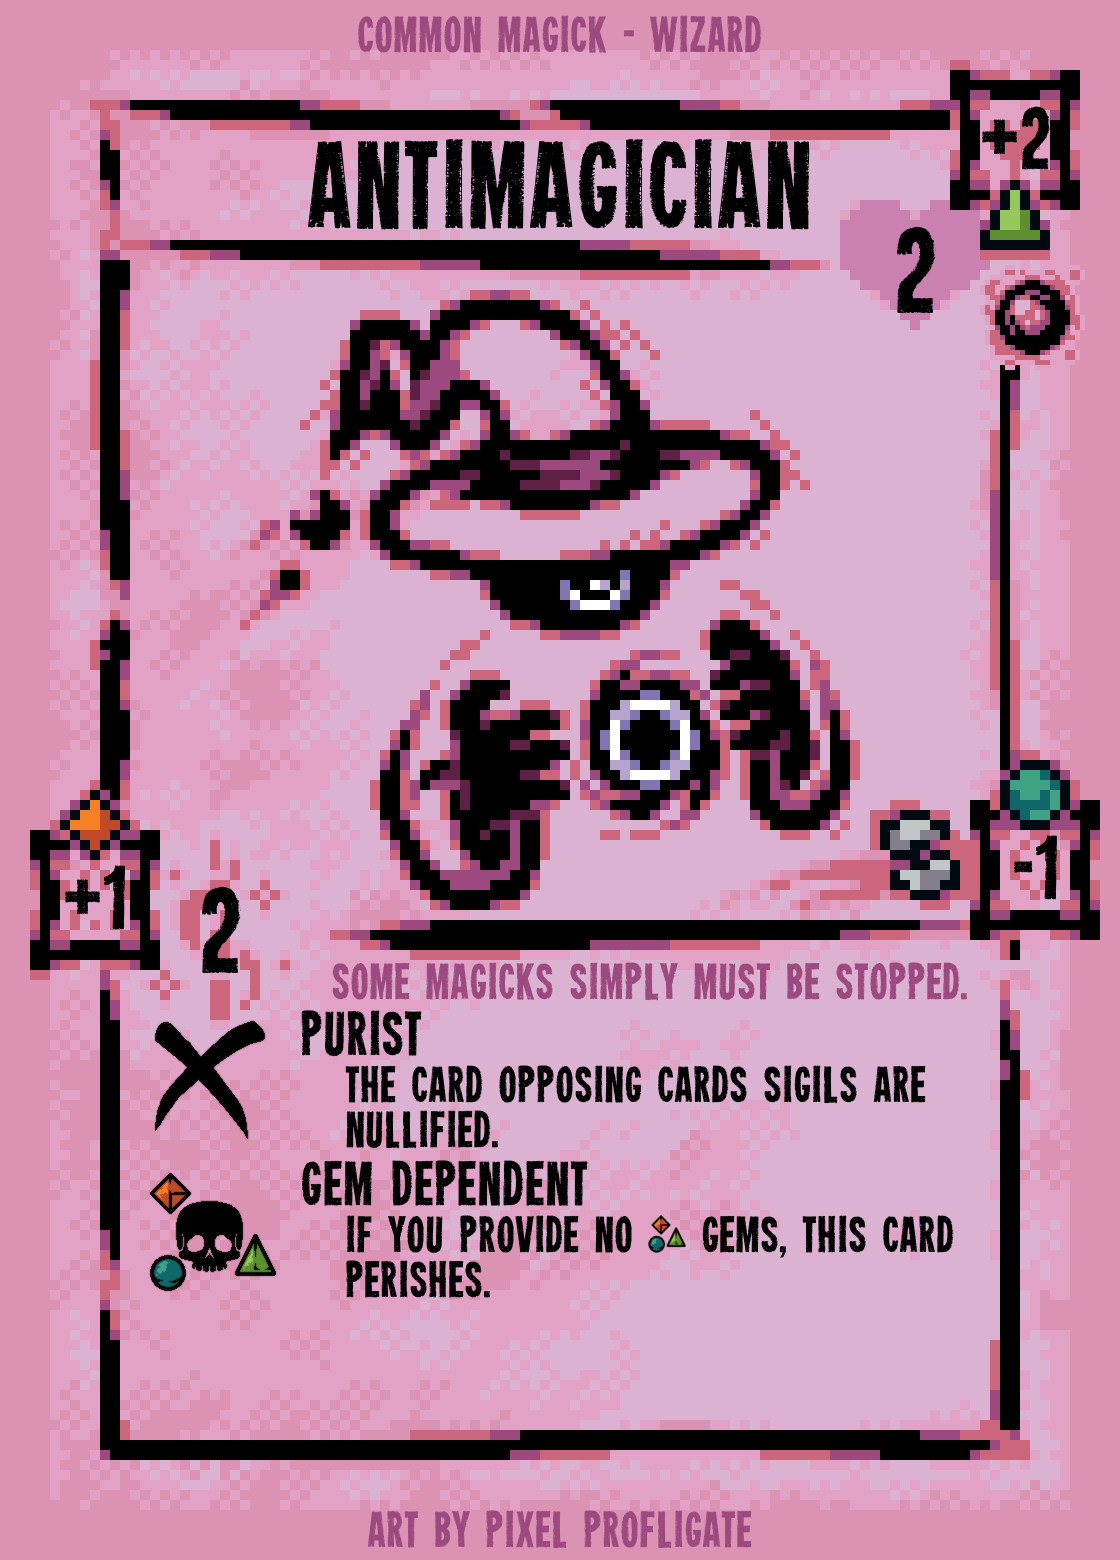 COMMON MAGICK - WIZARD
+2
ANTIMAGICIAN
2
-1
+1
2
SOME MAGICKS SIMPLY MUST BE STOPPED.
PURIST
THE CARD OPPOSING CARDS SIGILS ARE
NULLIFIED.
GEM DEPENDENT
IF YOU PROVIDE NO GEMS, THIS CARD
PERISHES.
ART BY PIXEL PROFLIGATE